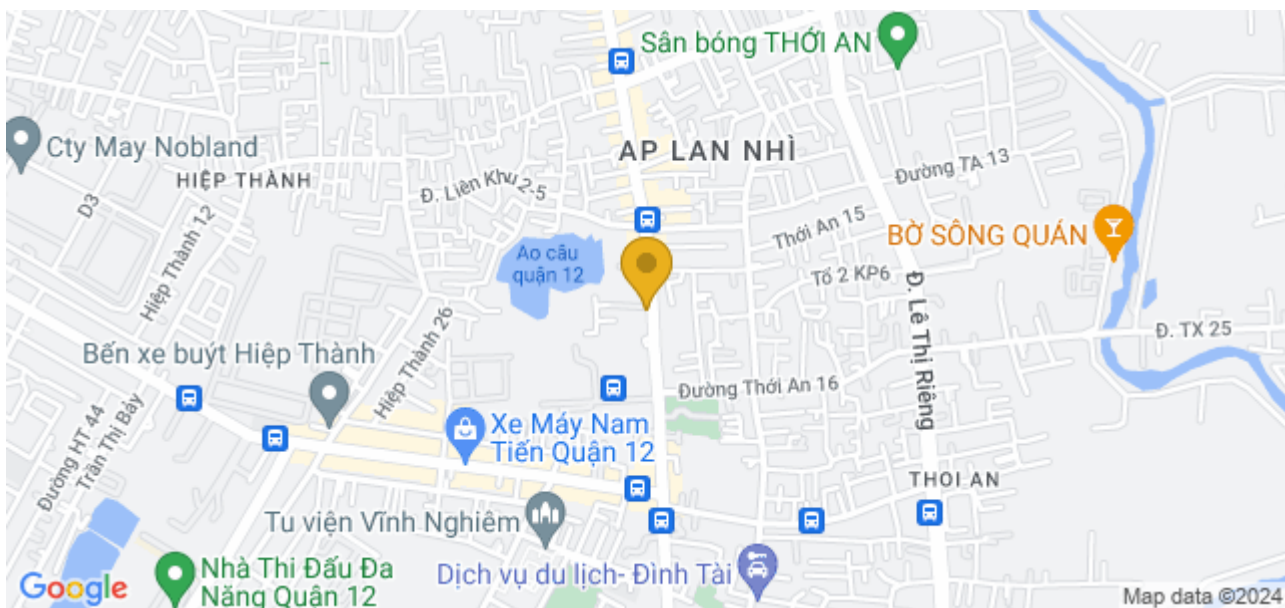 Sân bóng THỚI AN
AP LAN NHÌ
Cty May Nobland
HIỆP THÀNH
Đ. Liên Khu 2-5
Đường TA 13
D3
Hiệp Thành 12
Thới An 15
BỜ SÔNG QUÁN
Ao câu
quận 12
Tổ 2 KP6
Đ. Lê Thị Riêng
Đ. TX 25
Hiệp Thành 26
Bến xe buýt Hiệp Thành
Đường Thới An 16
Đường HT 44
Trần Thị Bảy
Xe Máy Nam
Tiến Quận 12
THOI AN
Tu viện Vĩnh Nghiêm
Nhà Thi Đấu Đa
Năng Quận 12
Dịch vụ du lịch- Đình Tài
Google
Map data ©2024